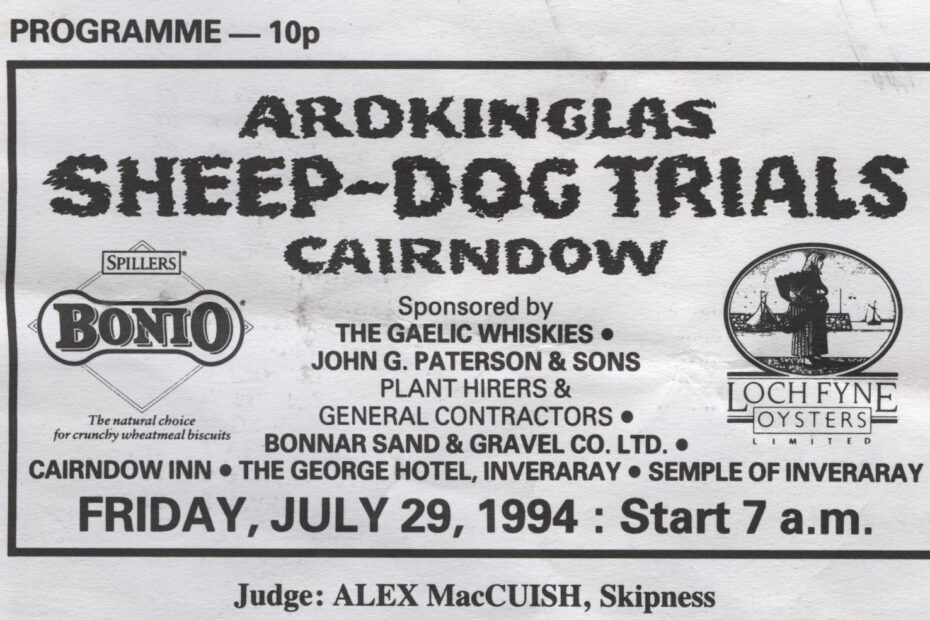 PROGRAMME — 10p
ARDKINGLAS
SHEEP-DOG TRIALS
CAIRNDOW
SPILLERS®
BONIO®
The natural choice
for crunchy wheatmeal biscuits
Sponsored by
THE GAELIC WHISKIES •
JOHN G. PATERSON & SONS
PLANT HIRERS &
GENERAL CONTRACTORS •
BONNAR SAND & GRAVEL CO. LTD. •
LOCH FYNE
OYSTERS
LIMITED
CAIRNDOW INN • THE GEORGE HOTEL, INVERARAY • SEMPLE OF INVERARAY
FRIDAY, JULY 29, 1994 : Start 7 a.m.
Judge: ALEX MacCUISH, Skipness